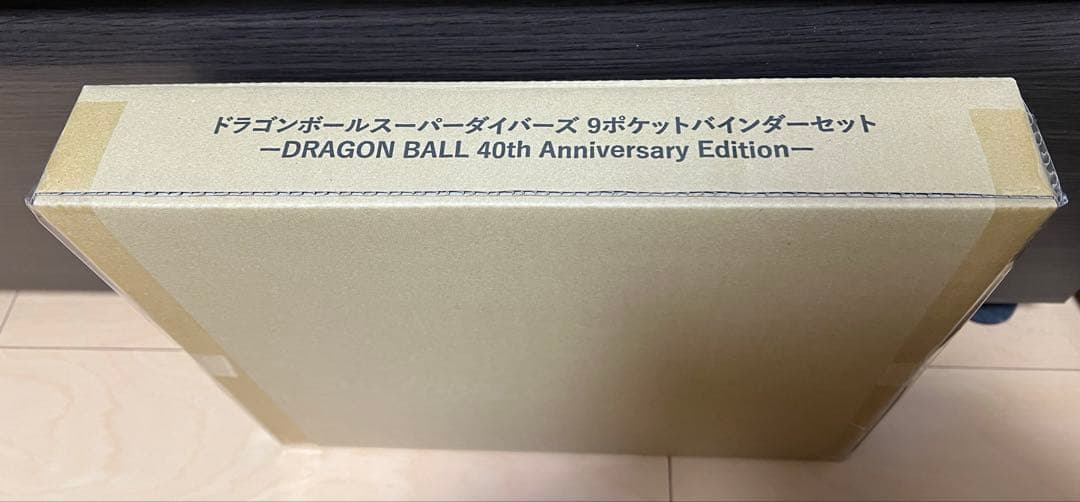 ドラゴンボールスーパーダイバーズ 9ポケットバインダーセット
ーDRAGON BALL 40th Anniversary Editionー